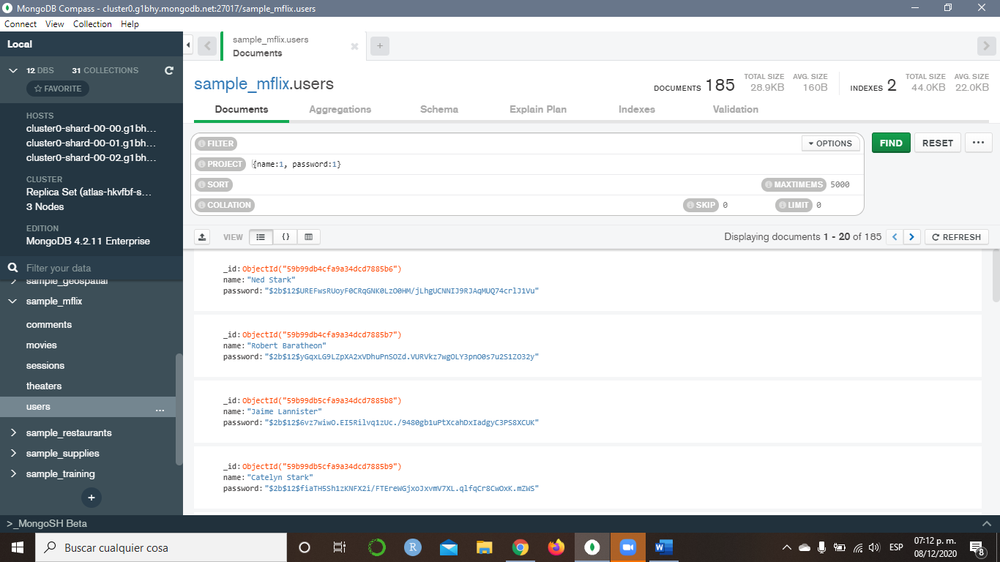 MongoDB Compass - cluster0.g1bhy.mongodb.net:27017/sample_mflix.users
Connect View Collection Help
Local
12 DBS 31 COLLECTIONS
FAVORITE
HOSTS
cluster0-shard-00-00.g1bh...
cluster0-shard-00-01.g1bh...
cluster0-shard-00-02.g1bh...
CLUSTER
Replica Set (atlas-hkvfbf-s...
3 Nodes
EDITION
MongoDB 4.2.11 Enterprise
Filter your data
sample_geospatial
sample_mflix
comments
movies
sessions
theaters
users
...
sample_restaurants
sample_supplies
sample_training
+
sample_mflix.users
Documents
+
sample_mflix.users
DOCUMENTS 185 TOTAL SIZE 28.9KB AVG. SIZE 160B INDEXES 2 TOTAL SIZE 44.0KB AVG. SIZE 22.0KB
Documents Aggregations Schema Explain Plan Indexes Validation
FILTER OPTIONS FIND RESET ...
PROJECT {name:1, password:1}
SORT MAXTIMEMS 5000
COLLATION SKIP 0 LIMIT 0
VIEW {} Displaying documents 1 - 20 of 185 REFRESH
_id: ObjectId("59b99db4cfa9a34dcd7885b6")
name: "Ned Stark"
password: "$2b$12$UREFwsRUoyF0CRqGNK0LzO0HM/jLhgUCNNIJ9RJAqMUQ74crlJ1Vu"
_id: ObjectId("59b99db4cfa9a34dcd7885b7")
name: "Robert Baratheon"
password: "$2b$12$yGqxLG9LZpXA2xVDhuPnSOZd.VURVkz7wgOLY3pnO0s7u2S1ZO32y"
_id: ObjectId("59b99db5cfa9a34dcd7885b8")
name: "Jaime Lannister"
password: "$2b$12$6vz7wiwO.EI5Rilvq1zUc./9480gb1uPtXcahDxIadgyC3PS8XCUK"
_id: ObjectId("59b99db5cfa9a34dcd7885b9")
name: "Catelyn Stark"
password: "$2b$12$fiaTH5Sh1zKNFX2i/FTEreWGjxoJxvmV7XL.qlfqCr8CwOxK.mZWS"
>_MongoSH Beta
Buscar cualquier cosa
ESP
07:12 p. m.
08/12/2020
8